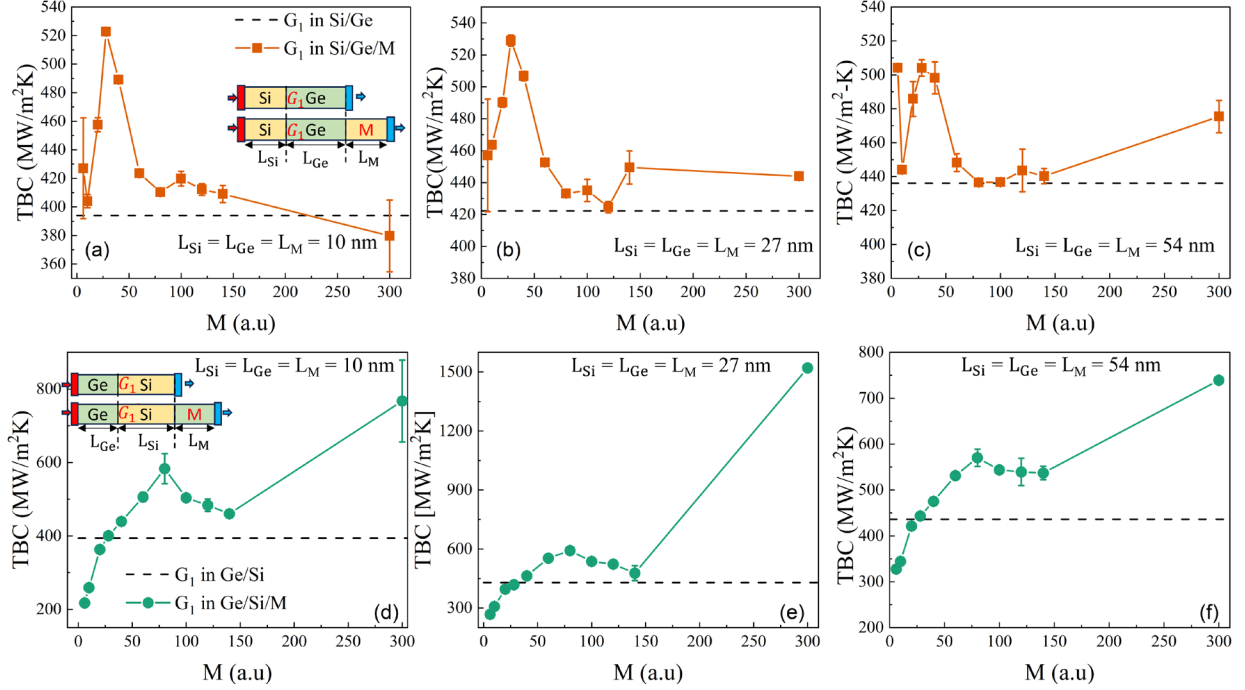 (a)
TBC (MW/m²K)
540
520
500
480
460
440
420
400
380
360
G₁ in Si/Ge
G₁ in Si/Ge/M
Si G₁ Ge
Si G₁ Ge M
L_Si L_Ge L_M
L_Si = L_Ge = L_M = 10 nm
0 50 100 150 200 250 300
M (a.u)
(b)
TBC(MW/m²K)
540
520
500
480
460
440
420
400
420
440
460
480
L_Si = L_Ge = L_M = 27 nm
0 50 100 150 200 250 300
M (a.u)
(c)
TBC (MW/m²-K)
540
520
500
480
460
440
420
400
380
L_Si = L_Ge = L_M = 54 nm
0 50 100 150 200 250 300
M (a.u)
L_Si = L_Ge = L_M = 10 nm
TBC (MW/m²K)
800
600
400
200
Ge G₁ Si
Ge G₁ Si M
L_Ge L_Si L_M
G₁ in Ge/Si
G₁ in Ge/Si/M
(d)
0 50 100 150 200 250 300
M (a.u)
L_Si = L_Ge = L_M = 27 nm
TBC [MW/m²K]
1500
1200
900
600
300
(e)
0 50 100 150 200 250 300
M (a.u)
L_Si = L_Ge = L_M = 54 nm
TBC (MW/m²K)
800
700
600
500
400
300
200
(f)
0 50 100 150 200 250 300
M (a.u)